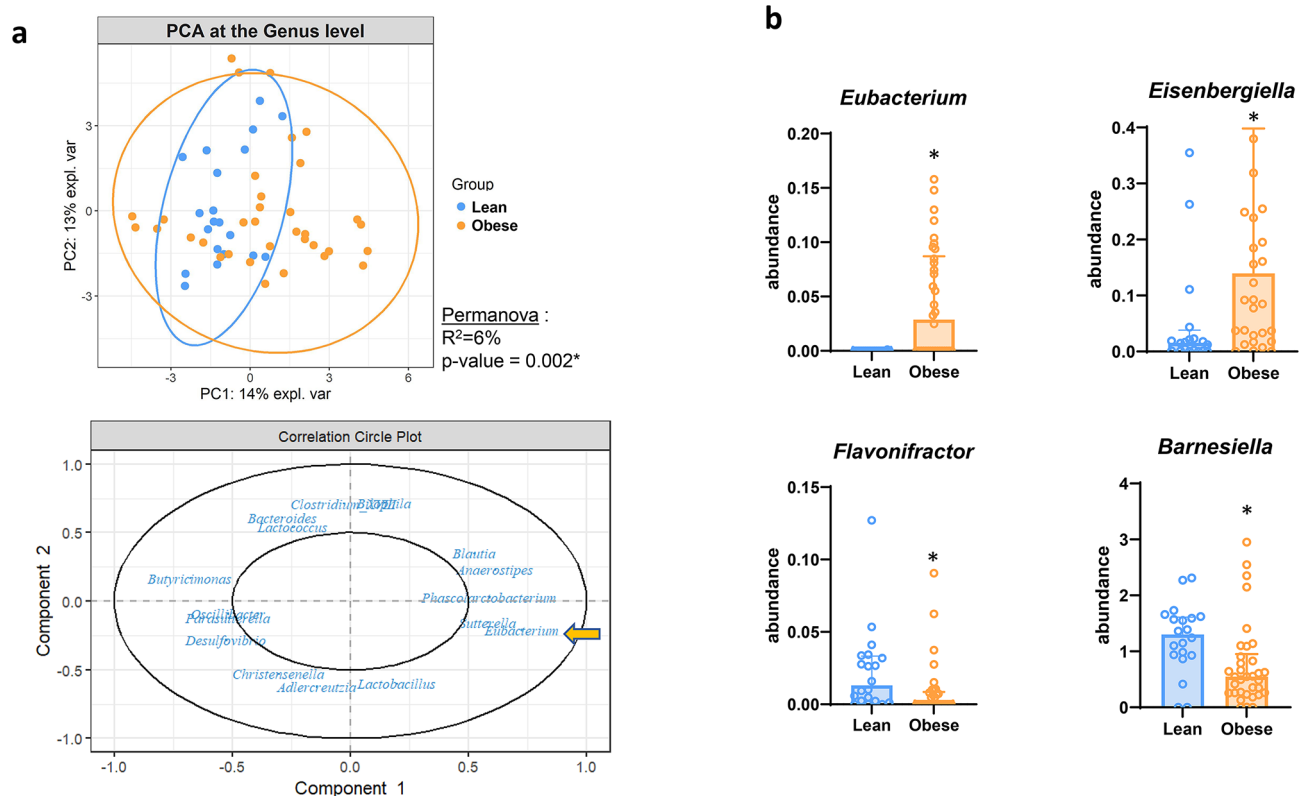 a
PCA at the Genus level
PC2: 13% expl. var
3
0
-3
-3
0
3
6
PC1: 14% expl. var
Group
Lean
Obese
Permanova :
R²=6%
p-value = 0.002*
Correlation Circle Plot
Component 2
1.0
0.5
0.0
-0.5
-1.0
Bacteroides
Lactococcus
Blautia
Anaerostipes
Butyricimonas
Phascolarctobacterium
Oscillibacter
Parasutterella
Sutterella
Eubacterium
Desulfovibrio
Christensenella
Adlercreutzia
Lactobacillus
-1.0
-0.5
0.0
0.5
1.0
Component 1
b
Eubacterium
abundance
0.20
0.15
0.10
0.05
0.00
*
Lean
Obese
Eisenbergiella
abundance
0.4
0.3
0.2
0.1
0.0
*
Lean
Obese
Flavonifractor
abundance
0.15
0.10
0.05
0.00
*
Lean
Obese
Barnesiella
abundance
4
3
2
1
0
*
Lean
Obese